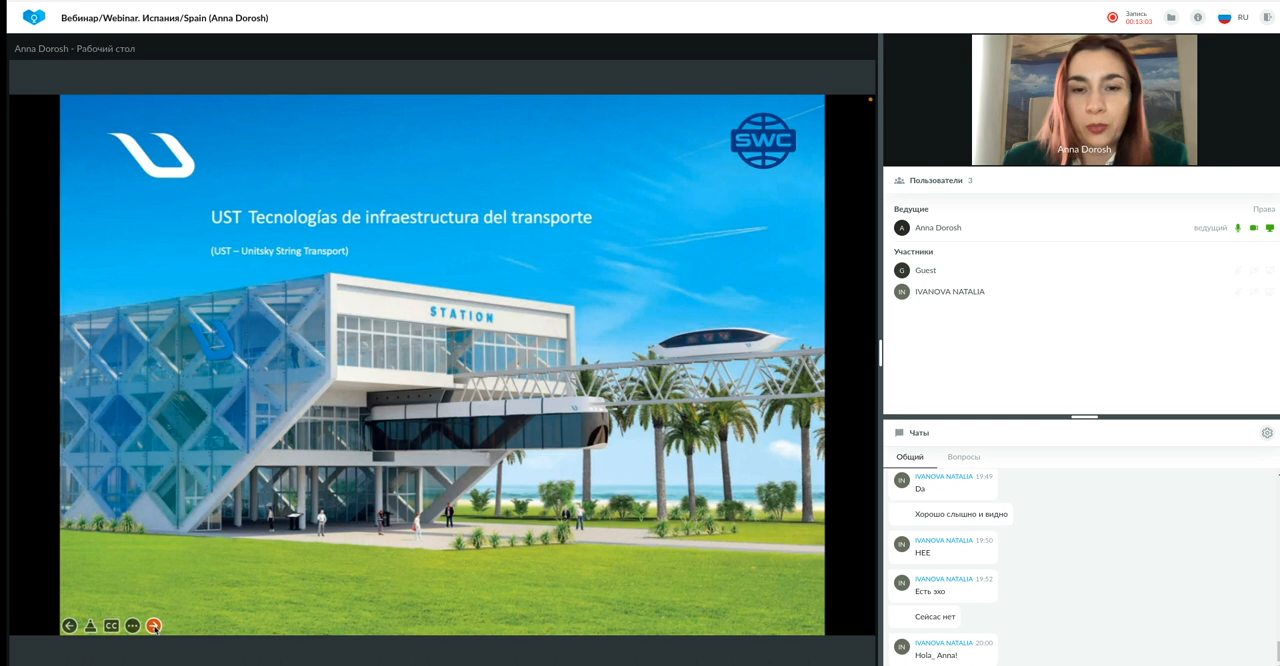 Вебинар/Webinar. Испания/Spain (Anna Dorosh)
Запись
00:13:03
RU
Anna Dorosh - Рабочий стол
SWC
UST Tecnologías de infraestructura del transporte
(UST – Unitsky String Transport)
STATION
CC
Anna Dorosh
Пользователи 3
Ведущие Права
A Anna Dorosh ведущий
Участники
G Guest
IN IVANOVA NATALIA
Чаты
Общий Вопросы
IN IVANOVA NATALIA 19:49
Da
Хорошо слышно и видно
IN IVANOVA NATALIA 19:50
HEE
IN IVANOVA NATALIA 19:52
Есть эхо
Сейсас нет
IN IVANOVA NATALIA 20:00
Hola_ Anna!